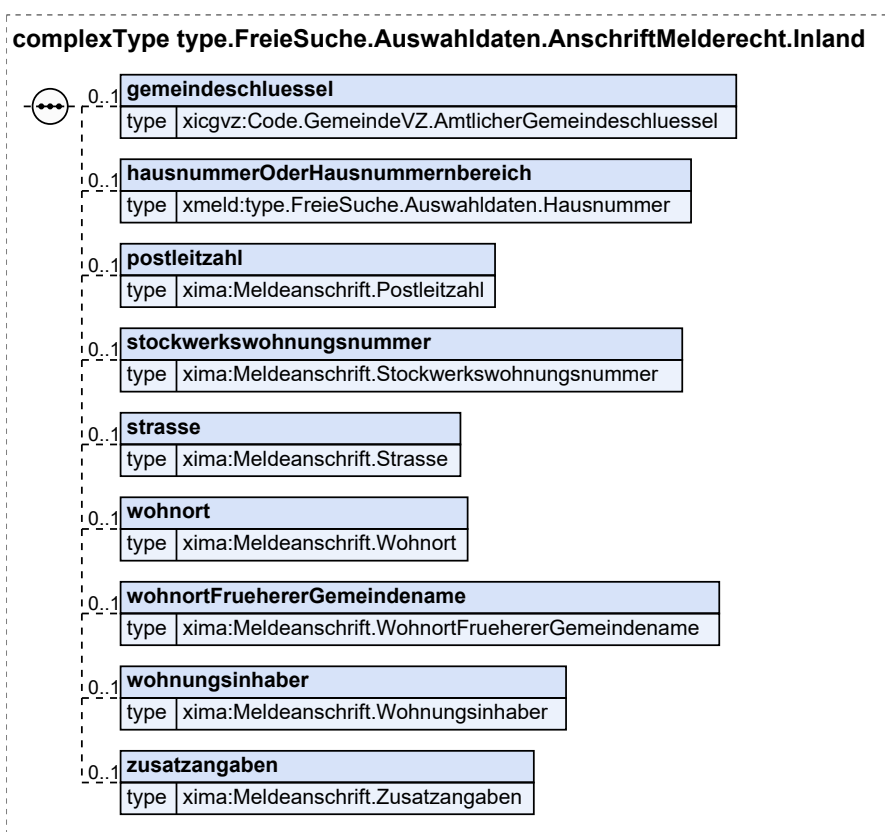 complexType type.FreieSuche.Auswahldaten.AnschriftMelderecht.Inland
0..1 gemeindeschluessel
type xicgvz:Code.GemeindeVZ.AmtlicherGemeindeschluessel
0..1 hausnummerOderHausnummernbereich
type xmeld:type.FreieSuche.Auswahldaten.Hausnummer
0..1 postleitzahl
type xima:Meldeanschrift.Postleitzahl
0..1 stockwerkswohnungsnummer
type xima:Meldeanschrift.Stockwerkswohnungsnummer
0..1 strasse
type xima:Meldeanschrift.Strasse
0..1 wohnort
type xima:Meldeanschrift.Wohnort
0..1 wohnortFruehererGemeindename
type xima:Meldeanschrift.WohnortFruehererGemeindename
0..1 wohnungsinhaber
type xima:Meldeanschrift.Wohnungsinhaber
0..1 zusatzangaben
type xima:Meldeanschrift.Zusatzangaben